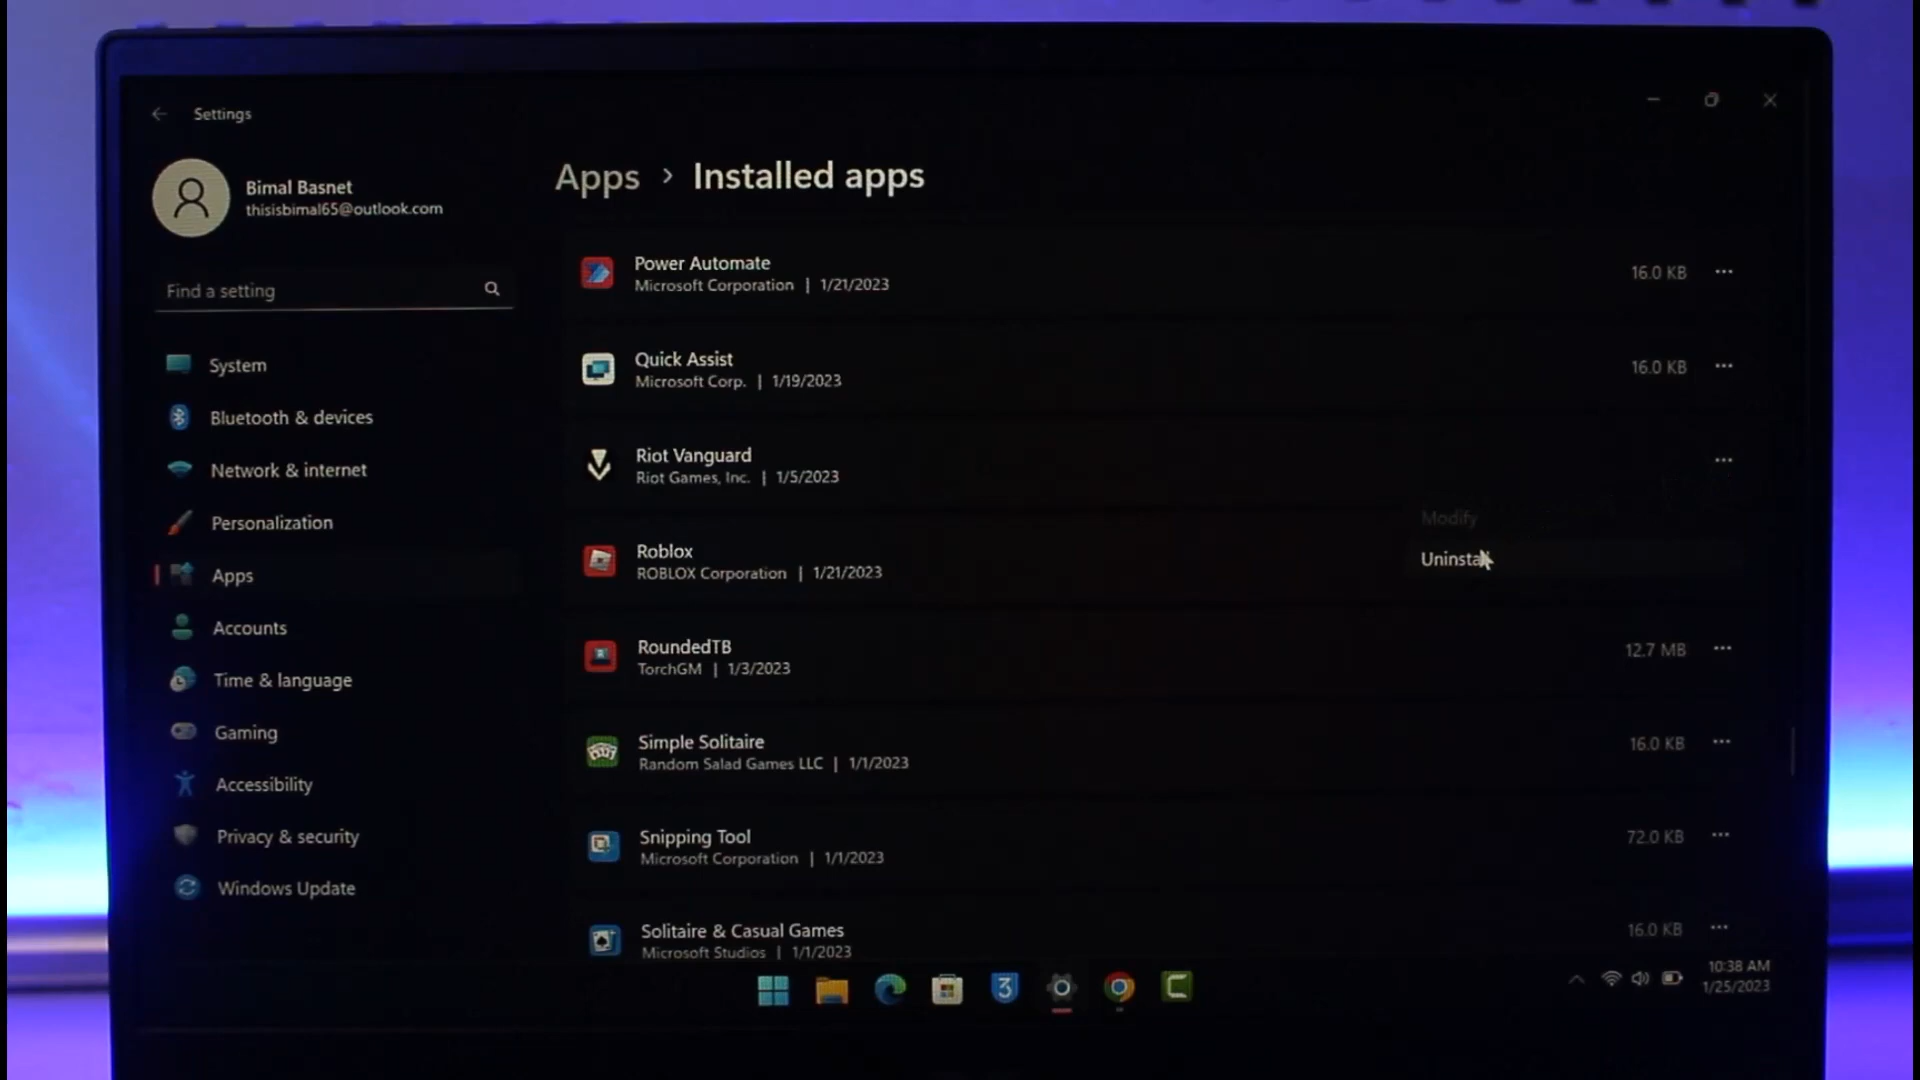 Settings
Bimal Basnet
thisisbimal65@outlook.com
Find a setting
System
Bluetooth & devices
Network & internet
Personalization
Apps
Accounts
Time & language
Gaming
Accessibility
Privacy & security
Windows Update
Apps > Installed apps
Power Automate
Microsoft Corporation | 1/21/2023
16.0 KB
Quick Assist
Microsoft Corp. | 1/19/2023
16.0 KB
Riot Vanguard
Riot Games, Inc. | 1/5/2023
Modify
Uninstall
Roblox
ROBLOX Corporation | 1/21/2023
RoundedTB
TorchGM | 1/3/2023
12.7 MB
Simple Solitaire
Random Salad Games LLC | 1/1/2023
16.0 KB
Snipping Tool
Microsoft Corporation | 1/1/2023
72.0 KB
Solitaire & Casual Games
Microsoft Studios | 1/1/2023
16.0 KB
3
10:38 AM
1/25/2023